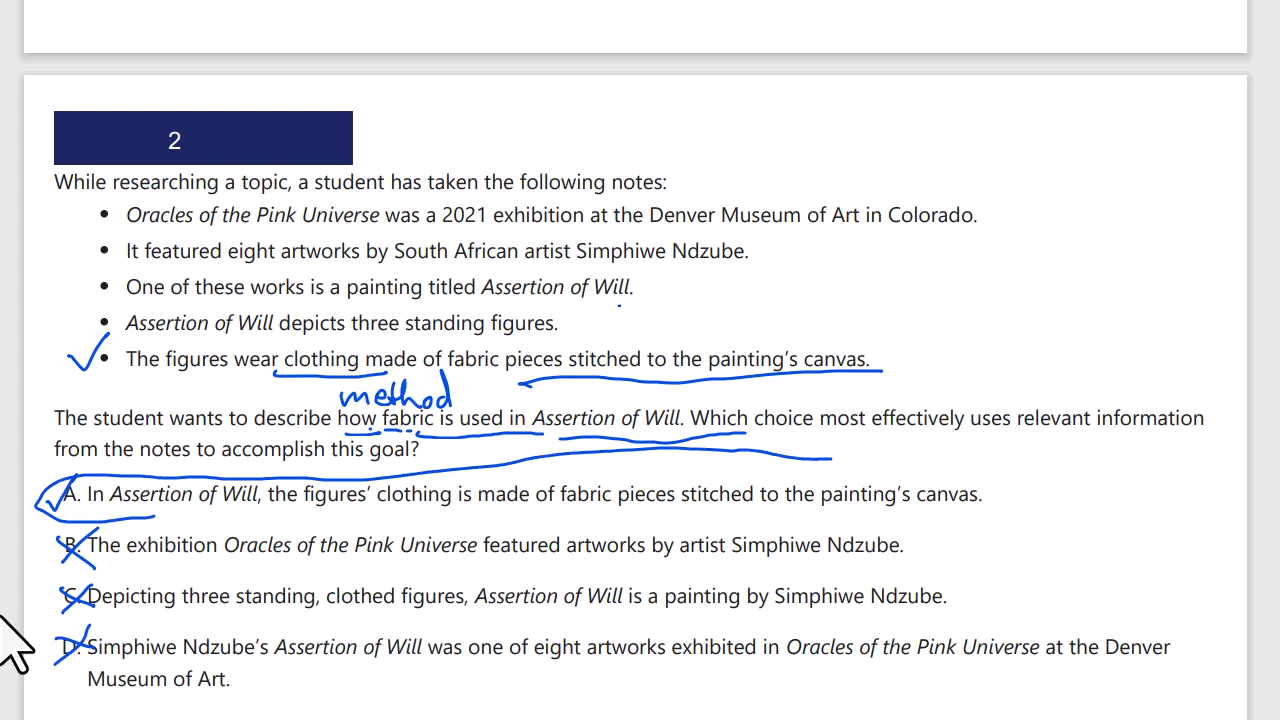 2
While researching a topic, a student has taken the following notes:
• Oracles of the Pink Universe was a 2021 exhibition at the Denver Museum of Art in Colorado.
• It featured eight artworks by South African artist Simphiwe Ndzube.
• One of these works is a painting titled Assertion of Will.
• Assertion of Will depicts three standing figures.
• The figures wear clothing made of fabric pieces stitched to the painting's canvas.
method
The student wants to describe how fabric is used in Assertion of Will. Which choice most effectively uses relevant information
from the notes to accomplish this goal?
A. In Assertion of Will, the figures' clothing is made of fabric pieces stitched to the painting's canvas.
B. The exhibition Oracles of the Pink Universe featured artworks by artist Simphiwe Ndzube.
C. Depicting three standing, clothed figures, Assertion of Will is a painting by Simphiwe Ndzube.
D. Simphiwe Ndzube's Assertion of Will was one of eight artworks exhibited in Oracles of the Pink Universe at the Denver
Museum of Art.